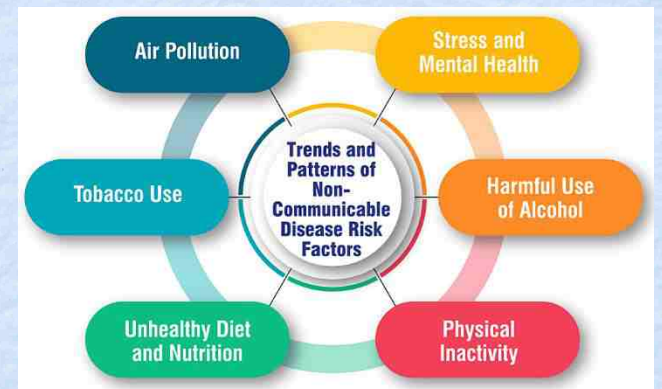 Air Pollution
Stress and
Mental Health
Trends and
Patterns of
Non-
Communicable
Disease Risk
Factors
Tobacco Use
Harmful Use
of Alcohol
Unhealthy Diet
and Nutrition
Physical
Inactivity